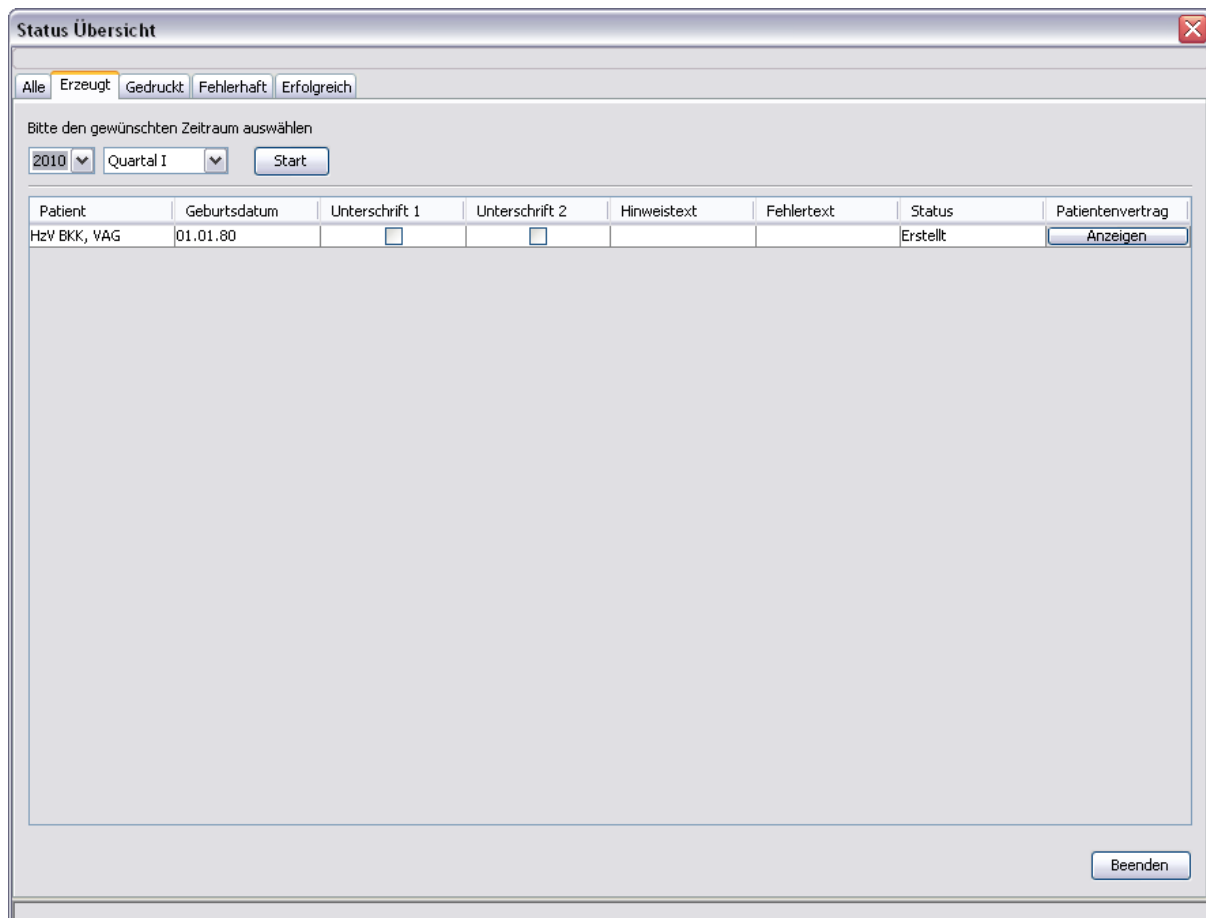 Status Übersicht
Alle Erzeugt Gedruckt Fehlerhaft Erfolgreich
Bitte den gewünschten Zeitraum auswählen
2010 Quartal I Start
Patient Geburtsdatum Unterschrift 1 Unterschrift 2 Hinweistext Fehlertext Status Patientenvertrag
HzV BKK, VAG 01.01.80 Erstellt Anzeigen
Beenden